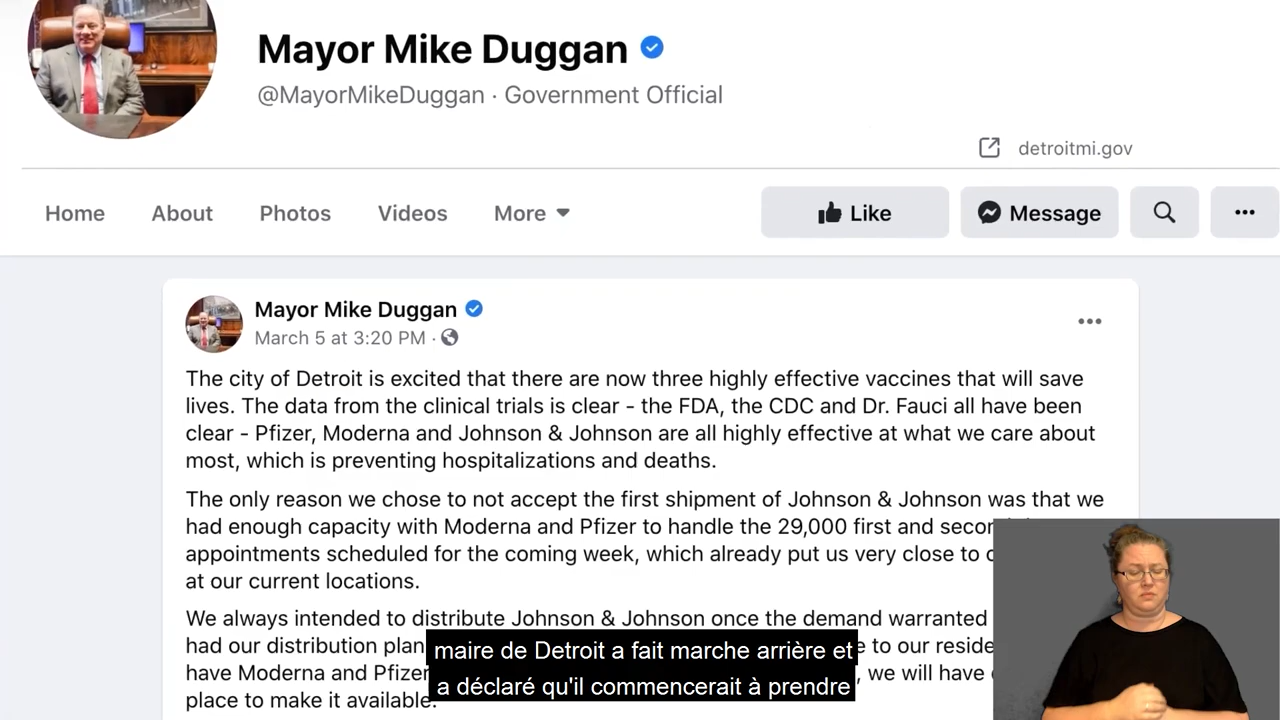 Mayor Mike Duggan
@MayorMikeDuggan · Government Official
detroitmi.gov
Home About Photos Videos More Like Message
Mayor Mike Duggan
March 5 at 3:20 PM ·
The city of Detroit is excited that there are now three highly effective vaccines that will save
lives. The data from the clinical trials is clear - the FDA, the CDC and Dr. Fauci all have been
clear - Pfizer, Moderna and Johnson & Johnson are all highly effective at what we care about
most, which is preventing hospitalizations and deaths.
The only reason we chose to not accept the first shipment of Johnson & Johnson was that we
had enough capacity with Moderna and Pfizer to handle the 29,000 first and
appointments scheduled for the coming week, which already put us very close to
at our current locations.
We always intended to distribute Johnson & Johnson once the demand warranted
had our distribution to our
have Moderna and Pfizer , we will have
place to make it available.
maire de Detroit a fait marche arrière et
a déclaré qu'il commencerait à prendre